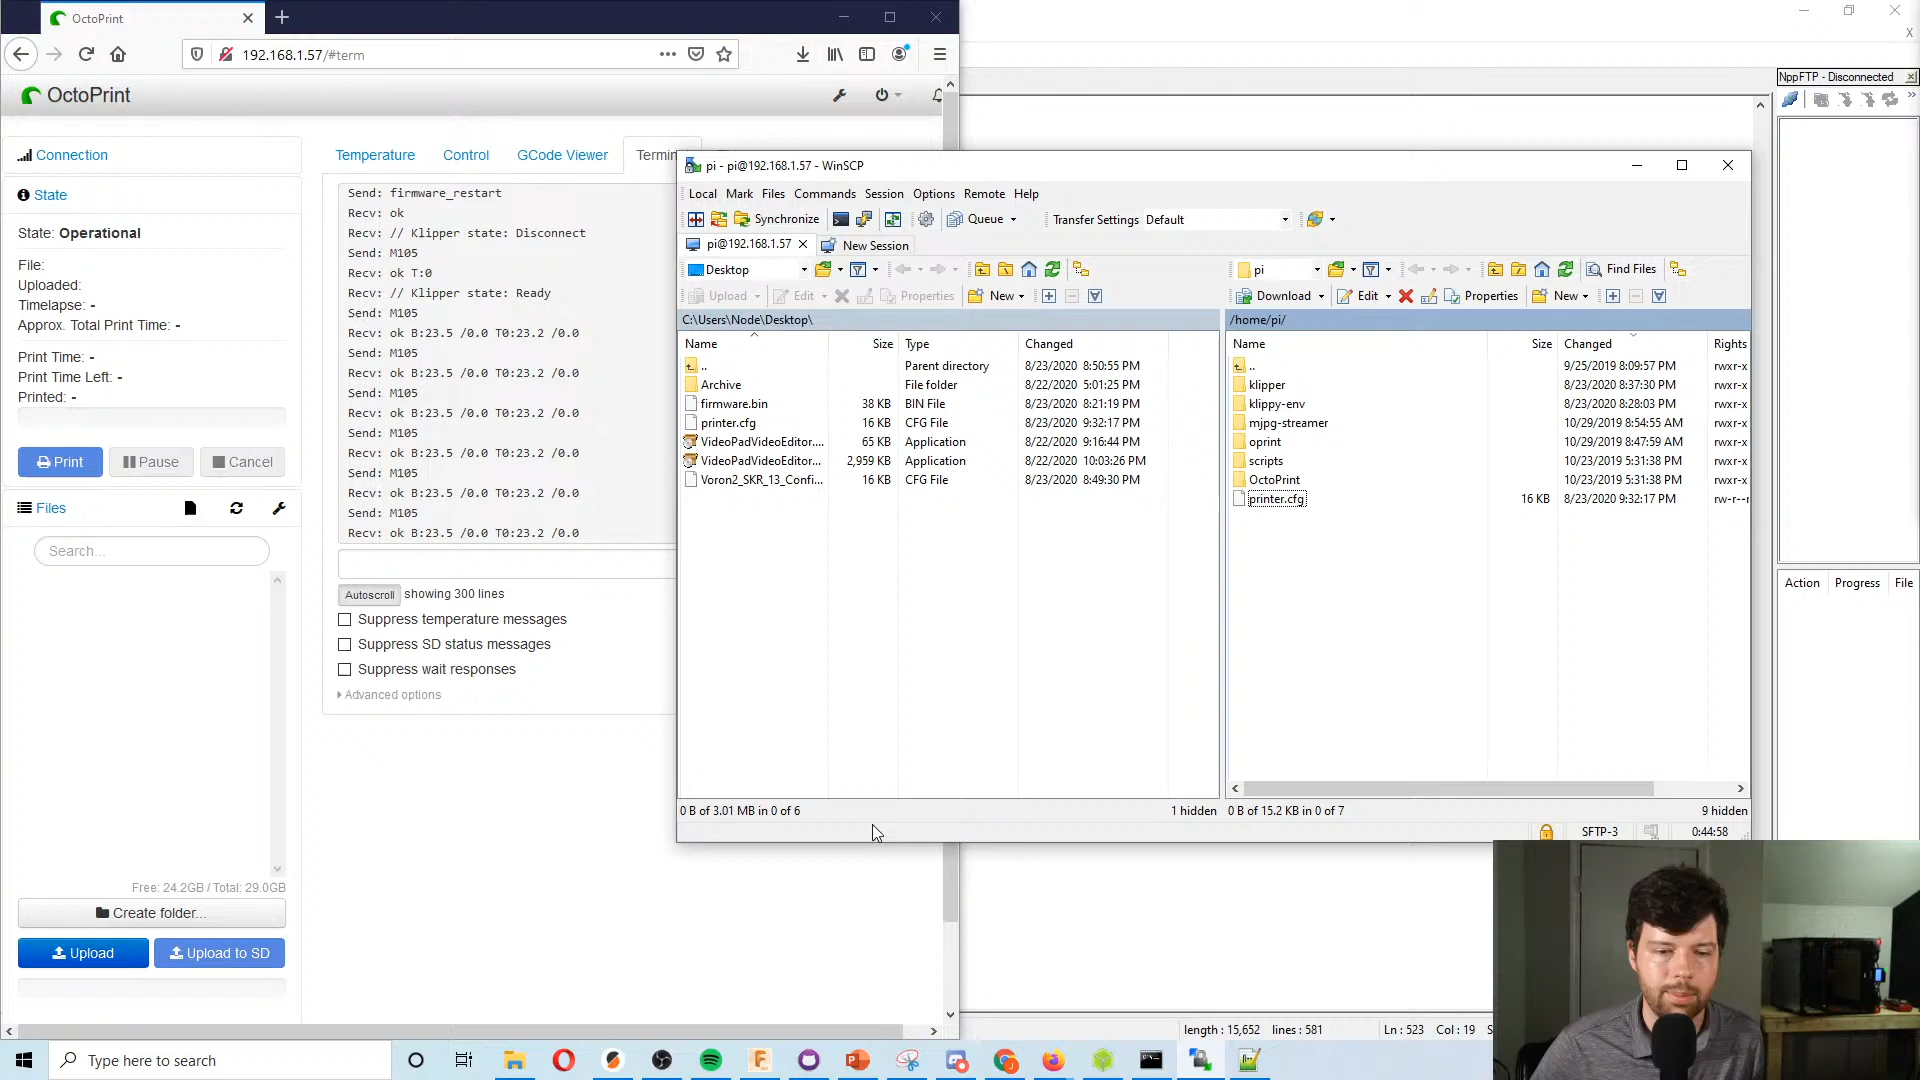 OctoPrint
192.168.1.57/#term
OctoPrint
Connection
State
State: Operational
File:
Uploaded:
Timelapse: -
Approx. Total Print Time: -
Print Time: -
Print Time Left: -
Printed: -
Print
Pause
Cancel
Files
Search...
Free: 24.2GB / Total: 29.0GB
Create folder...
Upload
Upload to SD
Temperature
Control
GCode Viewer
Termin
Send: firmware_restart
Recv: ok
Recv: // Klipper state: Disconnect
Send: M105
Recv: ok T:0
Recv: // Klipper state: Ready
Send: M105
Recv: ok B:23.5 /0.0 T0:23.2 /0.0
Send: M105
Recv: ok B:23.5 /0.0 T0:23.2 /0.0
Send: M105
Recv: ok B:23.5 /0.0 T0:23.2 /0.0
Send: M105
Recv: ok B:23.5 /0.0 T0:23.2 /0.0
Send: M105
Recv: ok B:23.5 /0.0 T0:23.2 /0.0
Send: M105
Recv: ok B:23.5 /0.0 T0:23.2 /0.0
Autoscroll showing 300 lines
Suppress temperature messages
Suppress SD status messages
Suppress wait responses
Advanced options
pi - pi@192.168.1.57 - WinSCP
Local Mark Files Commands Session Options Remote Help
Synchronize Queue Transfer Settings Default
pi@192.168.1.57 New Session
Desktop
Upload Edit Properties New
C:\Users\Node\Desktop\
Name Size Type Changed
.. Parent directory 8/23/2020 8:50:55 PM
Archive File folder 8/22/2020 5:01:25 PM
firmware.bin 38 KB BIN File 8/23/2020 8:21:19 PM
printer.cfg 16 KB CFG File 8/23/2020 9:32:17 PM
VideoPadVideoEditor.... 65 KB Application 8/22/2020 9:16:44 PM
VideoPadVideoEditor... 2,959 KB Application 8/22/2020 10:03:26 PM
Voron2_SKR_13_Confi... 16 KB CFG File 8/23/2020 8:49:30 PM
0 B of 3.01 MB in 0 of 6 1 hidden
pi Find Files
Download Edit Properties New
/home/pi/
Name Size Changed Rights
.. 9/25/2019 8:09:57 PM rwxr-x
klipper 8/23/2020 8:37:30 PM rwxr-x
klippy-env 8/23/2020 8:28:03 PM rwxr-x
mjpg-streamer 10/29/2019 8:54:55 AM rwxr-x
oprint 10/29/2019 8:47:59 AM rwxr-x
scripts 10/23/2019 5:31:38 PM rwxr-x
OctoPrint 10/23/2019 5:31:38 PM rwxr-x
printer.cfg 16 KB 8/23/2020 9:32:17 PM rw-r--r
0 B of 15.2 KB in 0 of 7 9 hidden
SFTP-3 0:44:58
X
NppFTP - Disconnected
Action Progress File
length : 15,652 lines : 581 Ln : 523 Col : 19 S
Type here to search